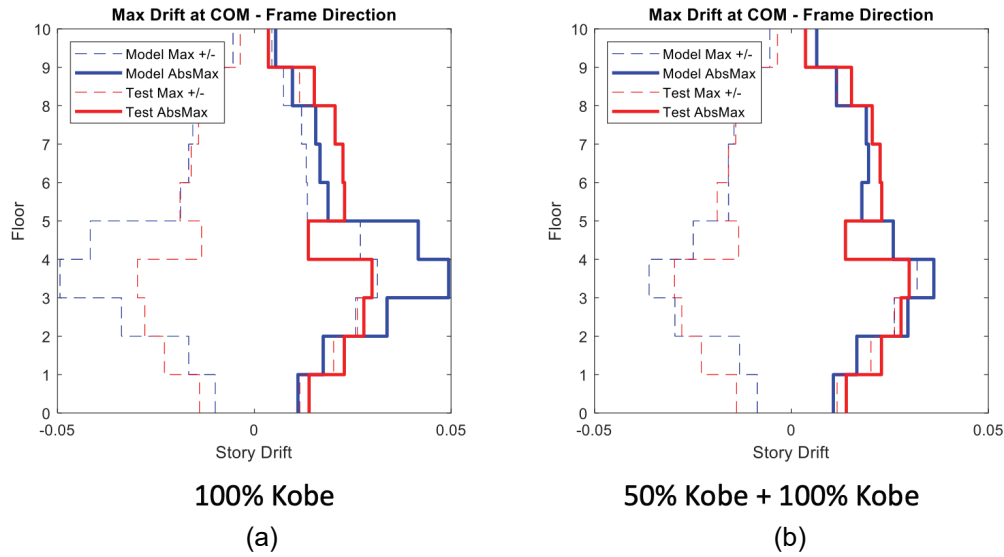 Max Drift at COM - Frame Direction
10
9
8
7
6
5
4
3
2
1
0
Floor
Model Max +/-
Model AbsMax
Test Max +/-
Test AbsMax
-0.05
0
0.05
Story Drift
100% Kobe
(a)
Max Drift at COM - Frame Direction
10
9
8
7
6
5
4
3
2
1
0
Floor
Model Max +/-
Model AbsMax
Test Max +/-
Test AbsMax
-0.05
0
0.05
Story Drift
50% Kobe + 100% Kobe
(b)